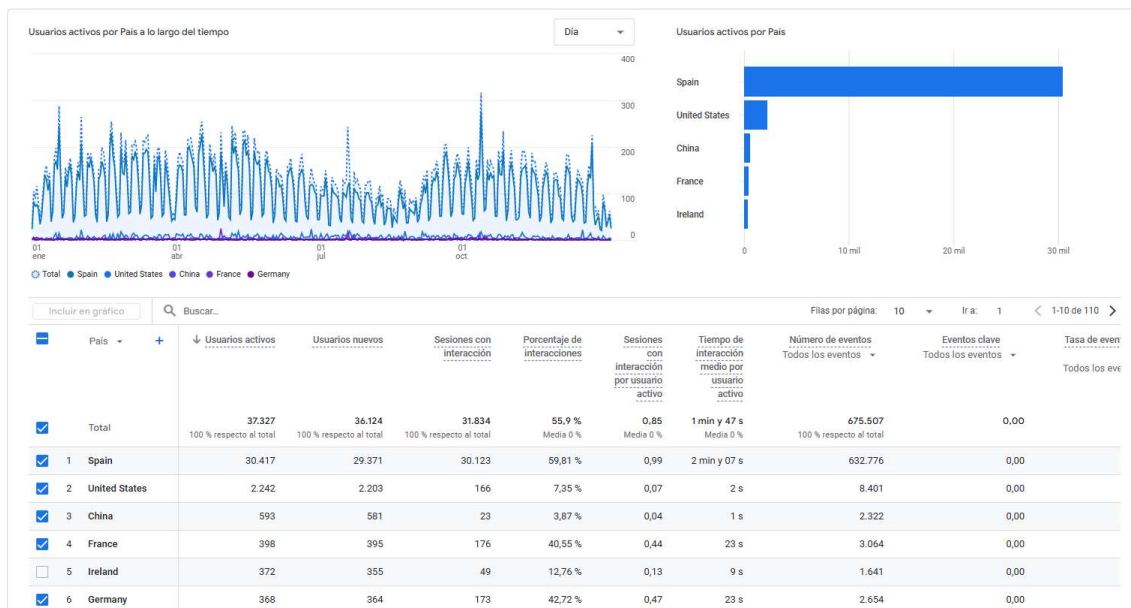 Usuarios activos por País a lo largo del tiempo
Día
400
300
200
100
0
01 ene
01 abr
01 jul
01 oct
Total Spain United States China France Germany
Usuarios activos por País
Spain
United States
China
France
Ireland
0 10 mil 20 mil 30 mil
Incluir en gráfico Buscar... Filas por página: 10 Ir a: 1 1-10 de 110
País + Usuarios activos Usuarios nuevos Sesiones con interacción Porcentaje de interacciones Sesiones con interacción por usuario activo Tiempo de interacción medio por usuario activo Número de eventos Todos los eventos Eventos clave Todos los eventos Tasa de even Todos los eve
Total 37.327 36.124 31.834 55,9 % 0,85 1 min y 47 s 675.507 0,00
100 % respecto al total 100 % respecto al total 100 % respecto al total Media 0 % Media 0 % Media 0 % 100 % respecto al total
1 Spain 30.417 29.371 30.123 59,81 % 0,99 2 min y 07 s 632.776 0,00
2 United States 2.242 2.203 166 7,35 % 0,07 2 s 8.401 0,00
3 China 593 581 23 3,87 % 0,04 1 s 2.322 0,00
4 France 398 395 176 40,55 % 0,44 23 s 3.064 0,00
5 Ireland 372 355 49 12,76 % 0,13 9 s 1.641 0,00
6 Germany 368 364 173 42,72 % 0,47 23 s 2.654 0,00